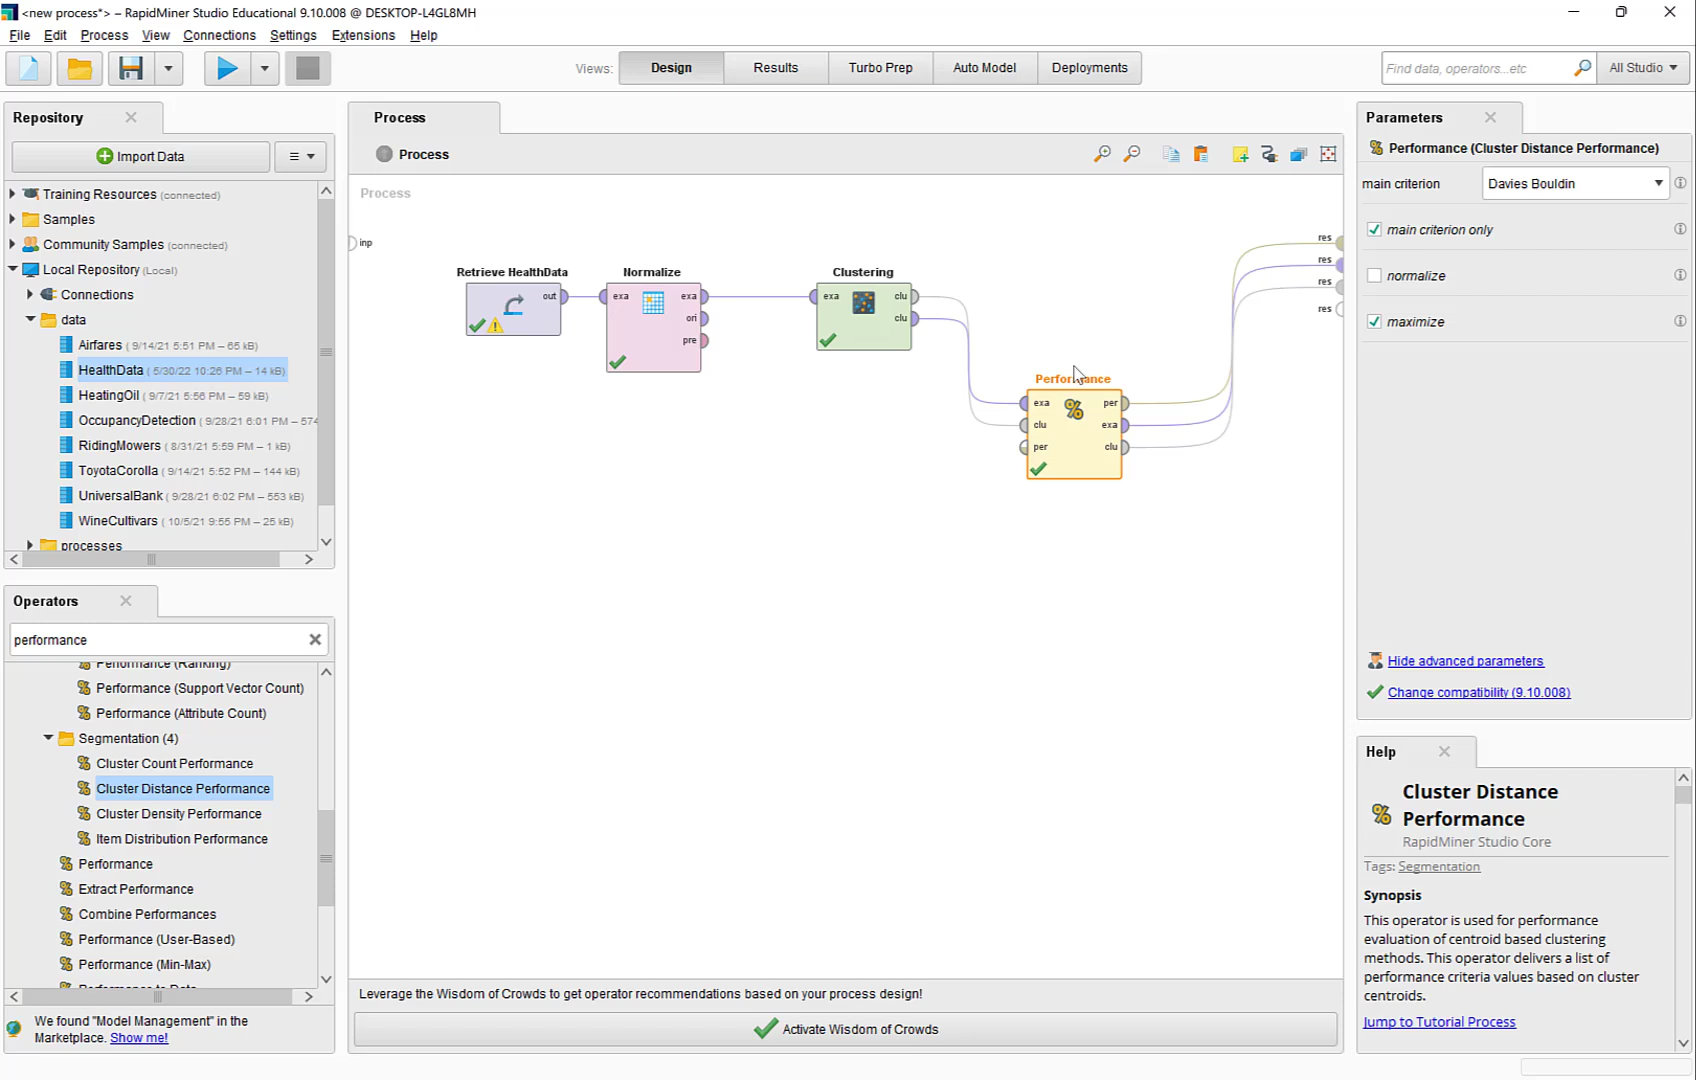 <new process*> – RapidMiner Studio Educational 9.10.008 @ DESKTOP-L4GL8MH
File Edit Process View Connections Settings Extensions Help
Views: Design Results Turbo Prep Auto Model Deployments
Find data, operators...etc
All Studio
Repository
Import Data
Training Resources (connected)
Samples
Community Samples (connected)
Local Repository (Local)
Connections
data
Airfares ( 9/14/21 5:51 PM – 65 kB)
HealthData ( 5/30/22 10:26 PM – 14 kB)
HeatingOil ( 9/7/21 5:56 PM – 59 kB)
OccupancyDetection ( 9/28/21 6:01 PM – 574
RidingMowers ( 8/31/21 5:59 PM – 1 kB)
ToyotaCorolla ( 9/14/21 5:52 PM – 144 kB)
UniversalBank ( 9/28/21 6:02 PM – 553 kB)
WineCultivars ( 10/5/21 9:55 PM – 25 kB)
processes
Operators
performance
Performance (Ranking)
Performance (Support Vector Count)
Performance (Attribute Count)
Segmentation (4)
Cluster Count Performance
Cluster Distance Performance
Cluster Density Performance
Item Distribution Performance
Performance
Extract Performance
Combine Performances
Performance (User-Based)
Performance (Min-Max)
Performance to Data
We found "Model Management" in the
Marketplace. Show me!
Process
Process
Process
inp
Retrieve HealthData
out
Normalize
exa exa
ori
pre
Clustering
exa clu
clu
Performance
exa per
clu exa
per clu
res
res
res
res
Leverage the Wisdom of Crowds to get operator recommendations based on your process design!
Activate Wisdom of Crowds
Parameters
Performance (Cluster Distance Performance)
main criterion Davies Bouldin
main criterion only
normalize
maximize
Hide advanced parameters
Change compatibility (9.10.008)
Help
Cluster Distance
Performance
RapidMiner Studio Core
Tags: Segmentation
Synopsis
This operator is used for performance
evaluation of centroid based clustering
methods. This operator delivers a list of
performance criteria values based on cluster
centroids.
Jump to Tutorial Process